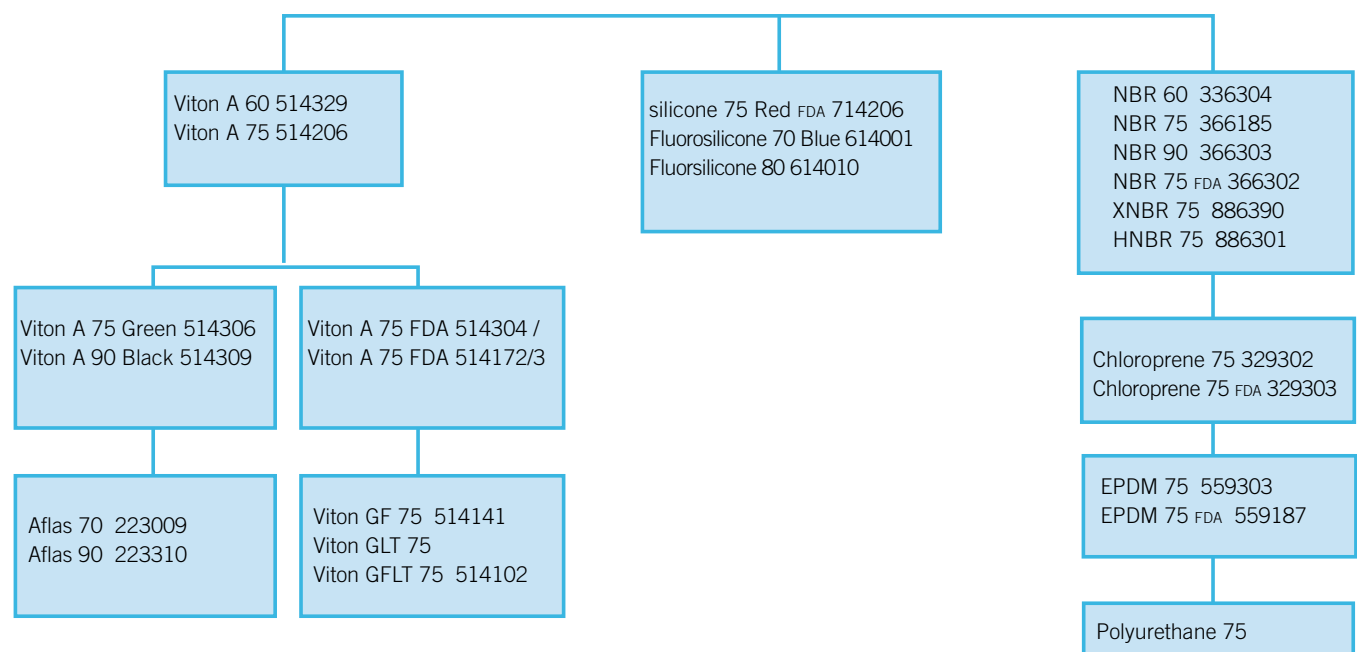 Viton A 60 514329
Viton A 75 514206
silicone 75 Red FDA 714206
Fluorosilicone 70 Blue 614001
Fluorsilicone 80 614010
NBR 60 336304
NBR 75 366185
NBR 90 366303
NBR 75 FDA 366302
XNBR 75 886390
HNBR 75 886301
Viton A 75 Green 514306
Viton A 90 Black 514309
Viton A 75 FDA 514304 /
Viton A 75 FDA 514172/3
Chloroprene 75 329302
Chloroprene 75 FDA 329303
Aflas 70 223009
Aflas 90 223310
Viton GF 75 514141
Viton GLT 75
Viton GFLT 75 514102
EPDM 75 559303
EPDM 75 FDA 559187
Polyurethane 75